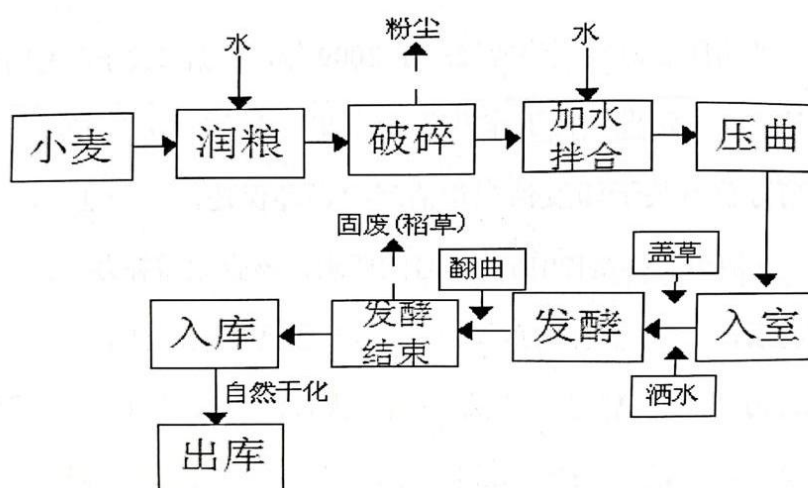 水
粉尘
水
小麦
润粮
破碎
加水
拌合
压曲
固废(稻草)
翻曲
盖草
入库
发酵
结束
发酵
入室
洒水
自然干化
出库